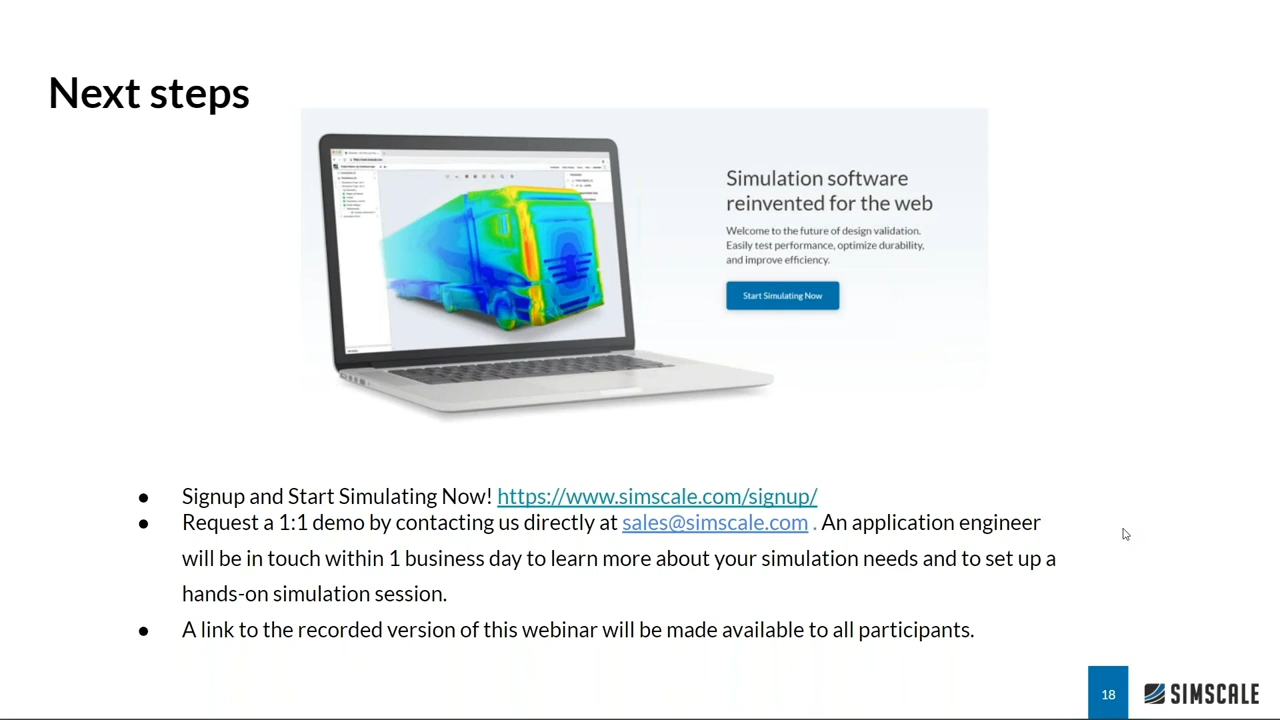 Next steps
Simulation software
reinvented for the web
Welcome to the future of design validation.
Easily test performance, optimize durability,
and improve efficiency.
Start Simulating Now
● Signup and Start Simulating Now! https://www.simscale.com/signup/
● Request a 1:1 demo by contacting us directly at sales@simscale.com . An application engineer
will be in touch within 1 business day to learn more about your simulation needs and to set up a
hands-on simulation session.
● A link to the recorded version of this webinar will be made available to all participants.
18
SIMSCALE